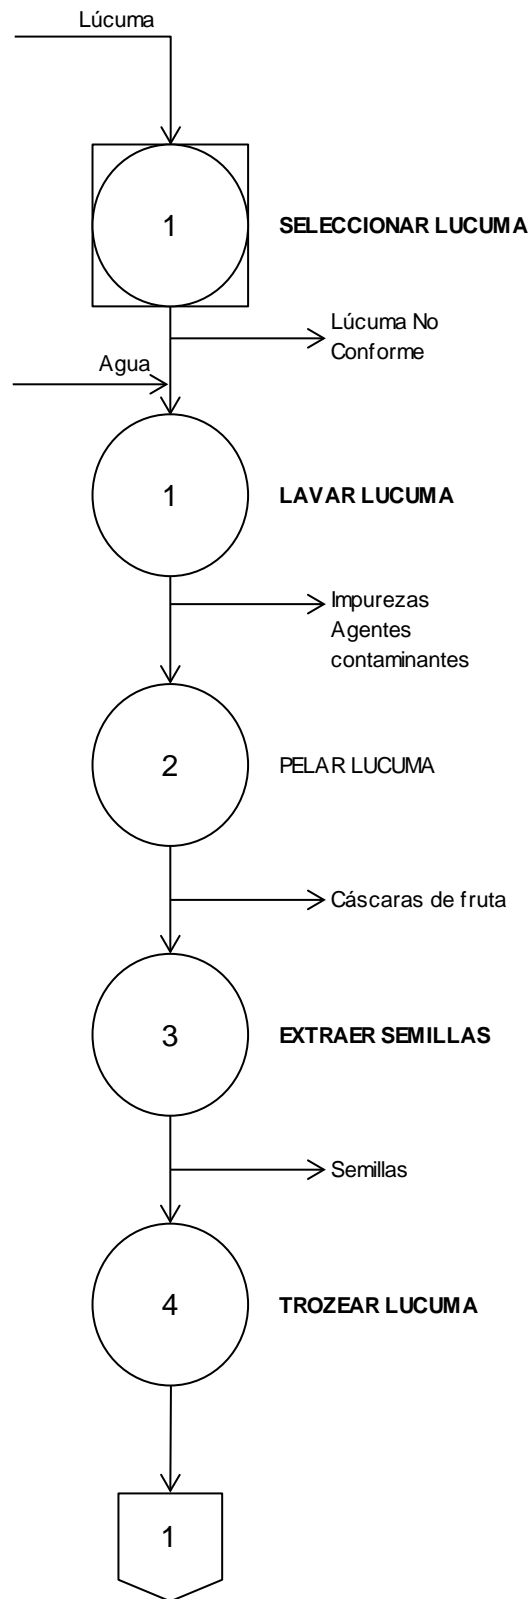 Lúcuma
1
SELECCIONAR LUCUMA
Lúcuma No
Conforme
Agua
1
LAVAR LUCUMA
Impurezas
Agentes
contaminantes
2
PELAR LUCUMA
Cáscaras de fruta
3
EXTRAER SEMILLAS
Semillas
4
TROZEAR LUCUMA
1